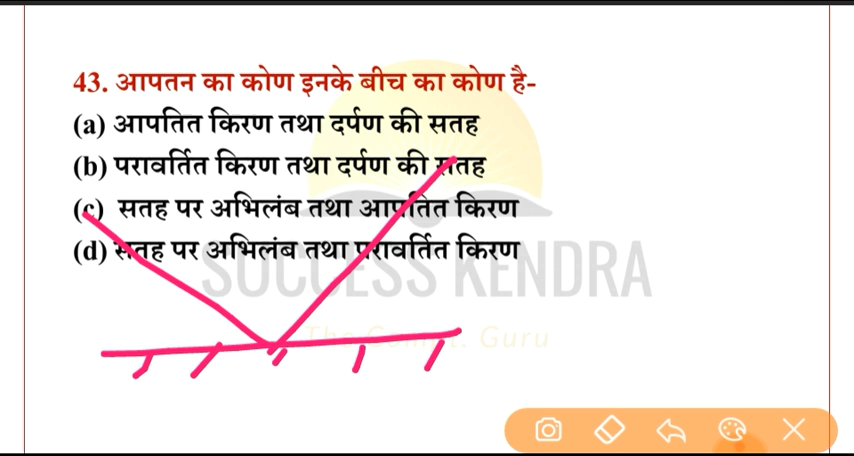 43. आपतन का कोण इनके बीच का कोण है-
(a) आपतित किरण तथा दर्पण की सतह
(b) परावर्तित किरण तथा दर्पण की सतह
(c) सतह पर अभिलंब तथा आपतित किरण
(d) सतह पर अभिलंब तथा परावर्तित किरण
SUCCESS KENDRA
The Comp. Guru